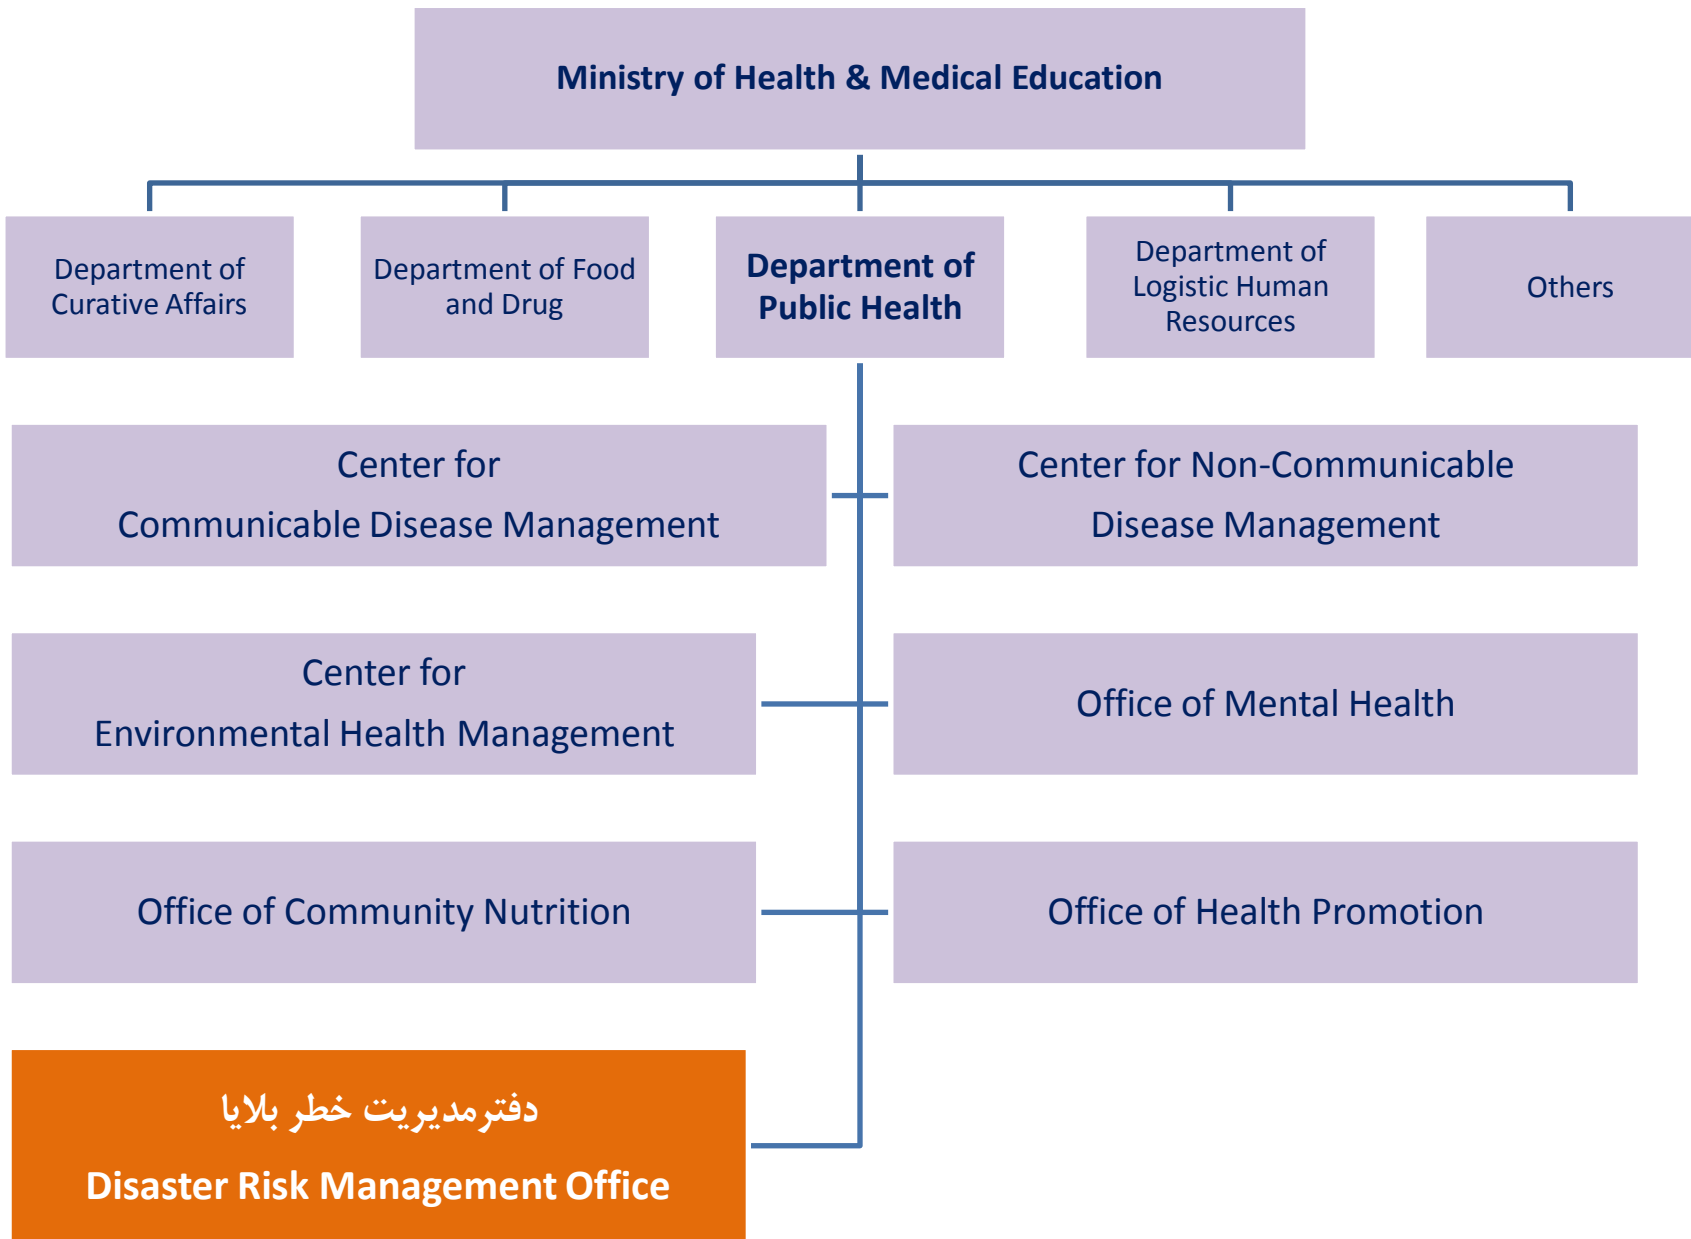 Ministry of Health & Medical Education
Department of
Curative Affairs
Department of Food
and Drug
Department of
Public Health
Department of
Logistic Human
Resources
Others
Center for
Communicable Disease Management
Center for Non-Communicable
Disease Management
Center for
Environmental Health Management
Office of Mental Health
Office of Community Nutrition
Office of Health Promotion
دفترمدیریت خطر بلایا
Disaster Risk Management Office